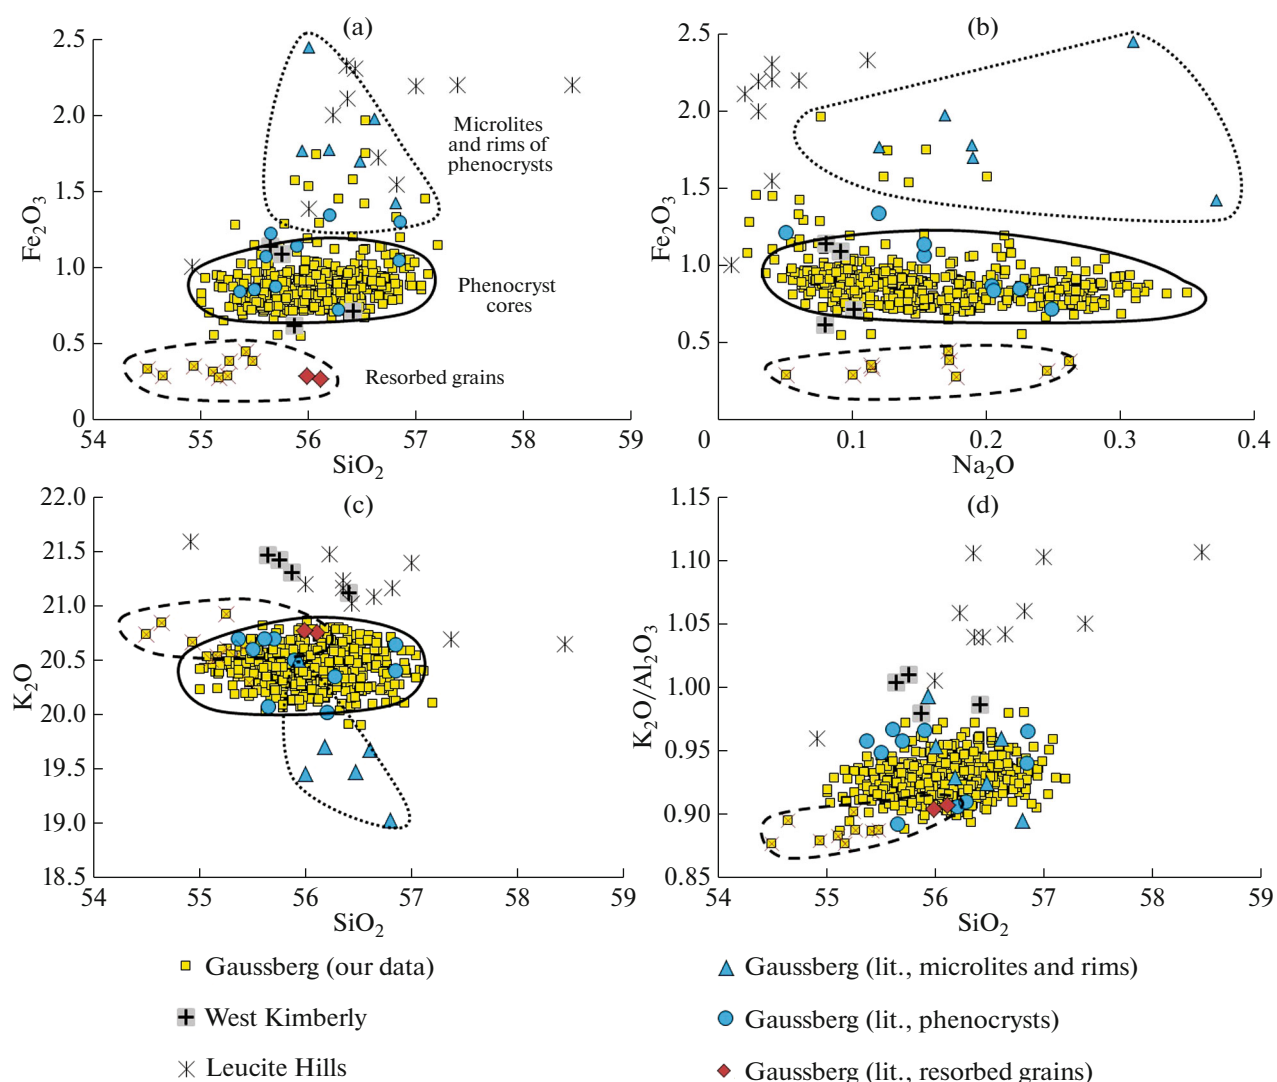 (a)
Fe2O3
2.5
2.0
1.5
1.0
0.5
0
Microlites
and rims of
phenocrysts
Phenocryst
cores
Resorbed grains
54 55 56 57 58 59
SiO2
(b)
Fe2O3
2.5
2.0
1.5
1.0
0.5
0 0.1 0.2 0.3 0.4
Na2O
(c)
K2O
22.0
21.5
21.0
20.5
20.0
19.5
19.0
18.5
54 55 56 57 58 59
SiO2
(d)
K2O/Al2O3
1.15
1.10
1.05
1.00
0.95
0.90
0.85
54 55 56 57 58 59
SiO2
Gaussberg (our data)
West Kimberly
Leucite Hills
Gaussberg (lit., microlites and rims)
Gaussberg (lit., phenocrysts)
Gaussberg (lit., resorbed grains)